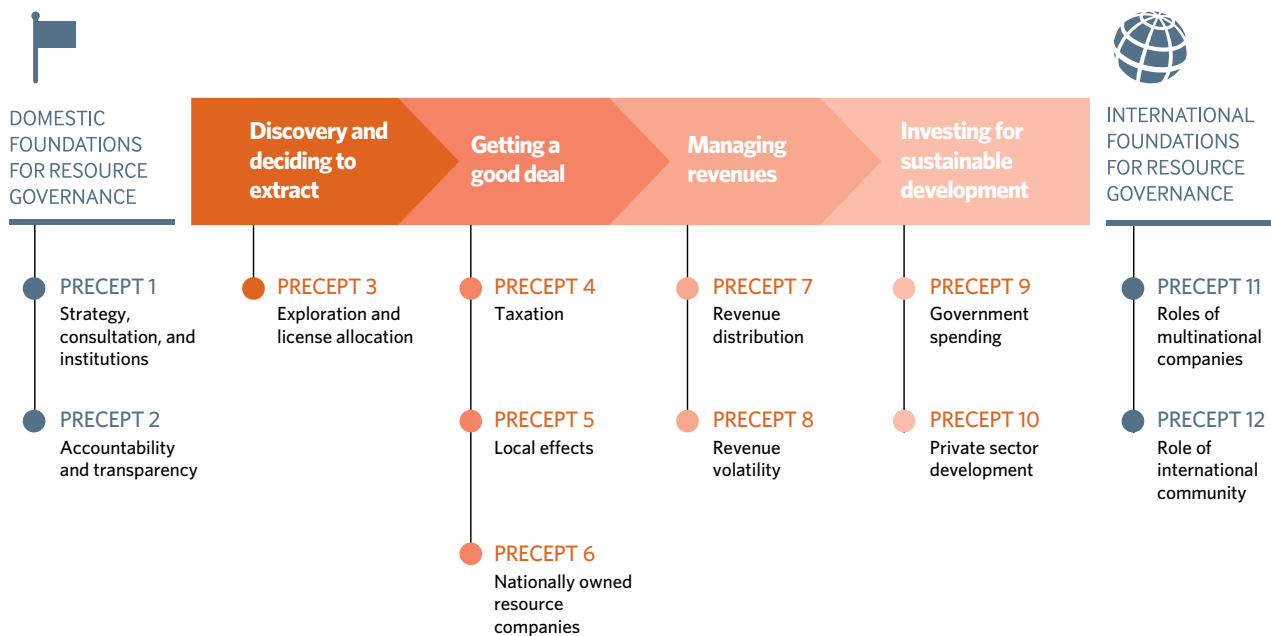 DOMESTIC
FOUNDATIONS
FOR RESOURCE
GOVERNANCE
Discovery and
deciding to
extract
Getting a
good deal
Managing
revenues
Investing for
sustainable
development
INTERNATIONAL
FOUNDATIONS
FOR RESOURCE
GOVERNANCE
PRECEPT 1
Strategy,
consultation, and
institutions
PRECEPT 2
Accountability
and transparency
PRECEPT 3
Exploration and
license allocation
PRECEPT 4
Taxation
PRECEPT 5
Local effects
PRECEPT 6
Nationally owned
resource
companies
PRECEPT 7
Revenue
distribution
PRECEPT 8
Revenue
volatility
PRECEPT 9
Government
spending
PRECEPT 10
Private sector
development
PRECEPT 11
Roles of
multinational
companies
PRECEPT 12
Role of
international
community